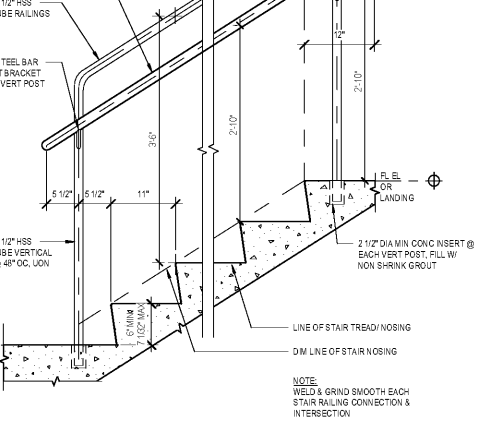 1/2" HSS
UBE RAILINGS
TEEL BAR
T BRACKET
VERT POST
12"
2'-10"
3'-6"
2'-10"
FL EL
OR
LANDING
5 1/2"
5 1/2"
11"
1/2" HSS
UBE VERTICAL
48" OC, UON
2 1/2" DIA MIN CONC INSERT @
EACH VERT POST, FILL W/
NON SHRINK GROUT
6" MIN
7 1/32" MAX
LINE OF STAIR TREAD/ NOSING
DIM LINE OF STAIR NOSING
NOTE:
WELD & GRIND SMOOTH EACH
STAIR RAILING CONNECTION &
INTERSECTION